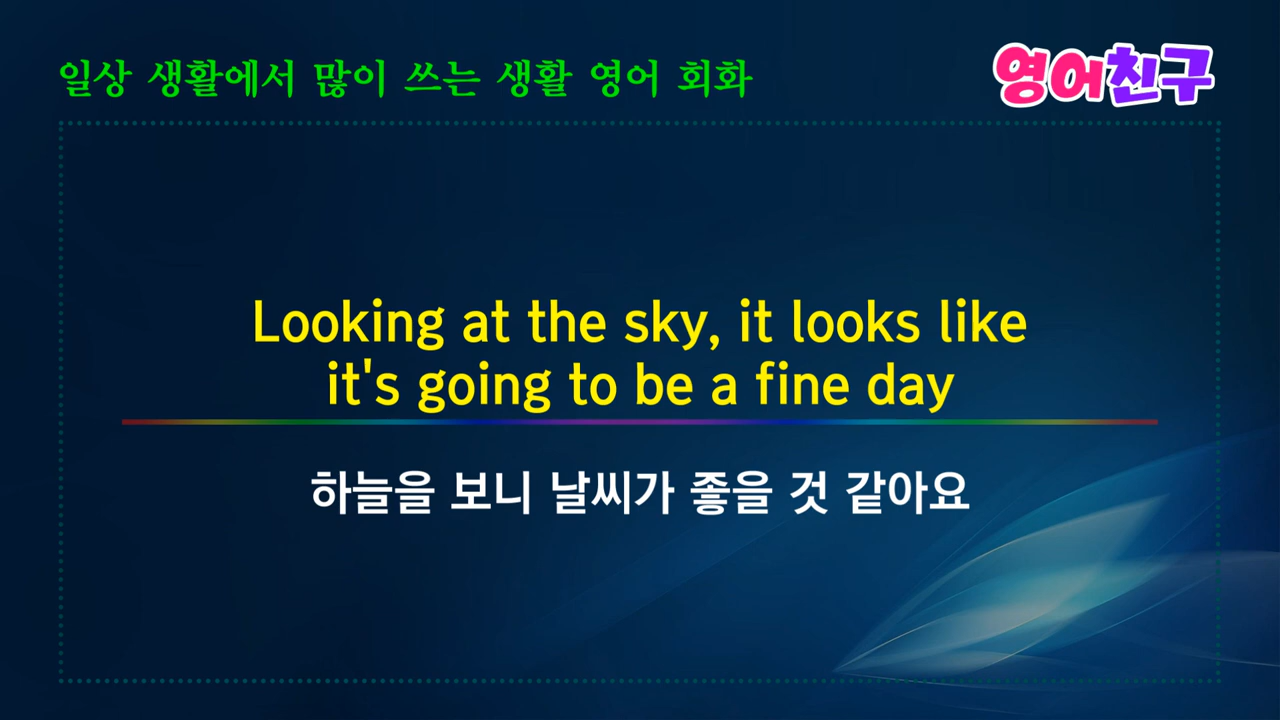 일상 생활에서 많이 쓰는 생활 영어 회화
영어친구
Looking at the sky, it looks like
it's going to be a fine day
하늘을 보니 날씨가 좋을 것 같아요